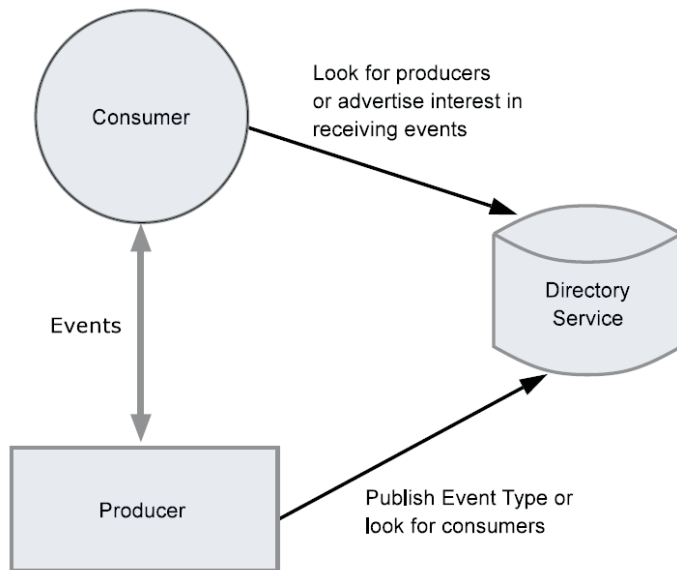 Consumer
Look for producers
or advertise interest in
receiving events
Directory
Service
Events
Producer
Publish Event Type or
look for consumers